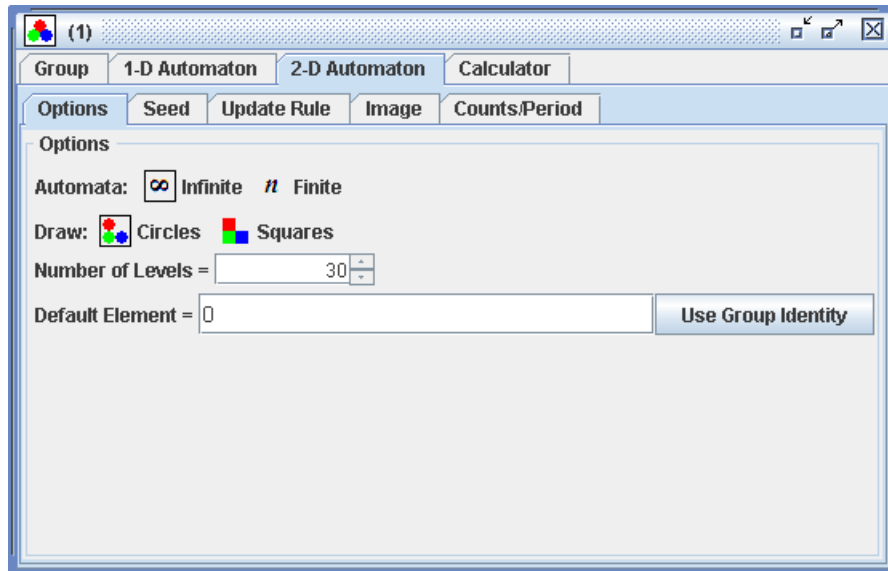 (1)
Group 1-D Automaton 2-D Automaton Calculator
Options Seed Update Rule Image Counts/Period
Options
Automata: ∞ Infinite n Finite
Draw: Circles Squares
Number of Levels = 30
Default Element = 0 Use Group Identity